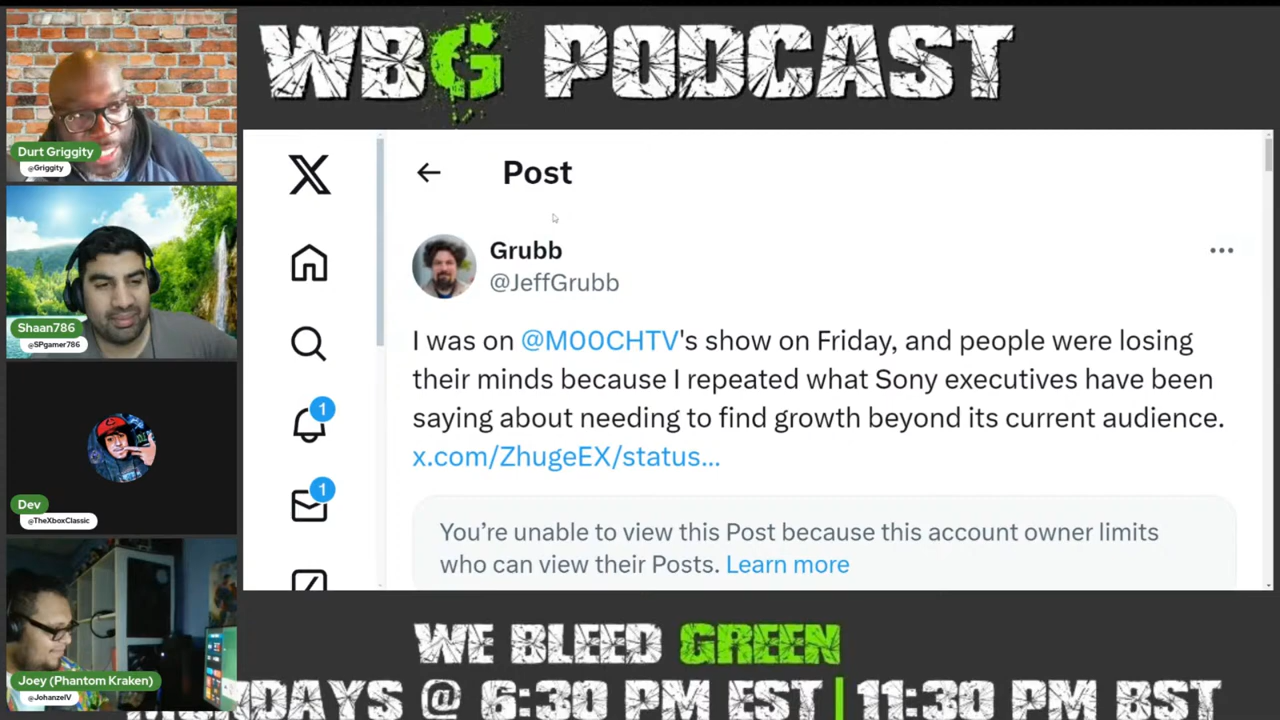 WBG PODCAST
Durt Griggity
@Griggity
Shaan786
@SPgamer786
Dev
@TheXboxClassic
Joey (Phantom Kraken)
@JohanzelV
X
Post
Grubb
@JeffGrubb
I was on @M00CHTV's show on Friday, and people were losing
their minds because I repeated what Sony executives have been
saying about needing to find growth beyond its current audience.
x.com/ZhugeEX/status...
You're unable to view this Post because this account owner limits
who can view their Posts. Learn more
1
1
WE BLEED GREEN
@ 6:30 PM EST | 11:30 PM BST